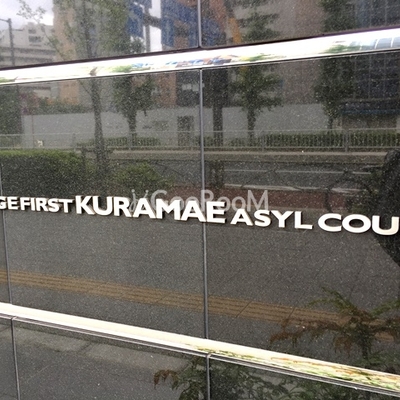 GE FIRST KURAMAE ASYL COU